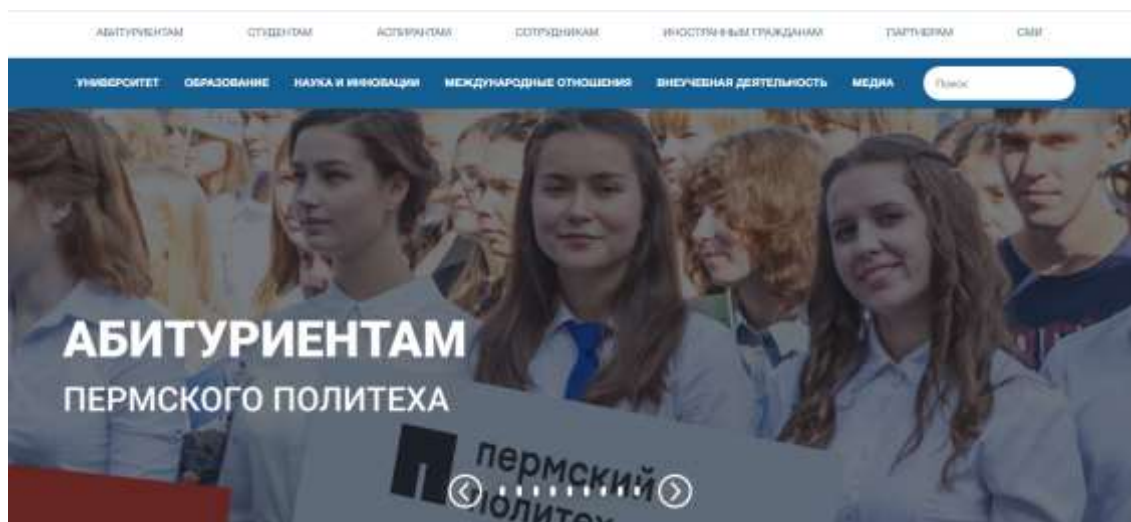 АБИТУРИЕНТАМ СТУДЕНТАМ АСПИРАНТАМ СОТРУДНИКАМ ИНОСТРАННЫМ ГРАЖДАНАМ ПАРТНЕРАМ СМИ
УНИВЕРСИТЕТ ОБРАЗОВАНИЕ НАУКА И ИННОВАЦИИ МЕЖДУНАРОДНЫЕ ОТНОШЕНИЯ ВНЕУЧЕБНАЯ ДЕЯТЕЛЬНОСТЬ МЕДИА Поиск
АБИТУРИЕНТАМ
ПЕРМСКОГО ПОЛИТЕХА
пермский
политех